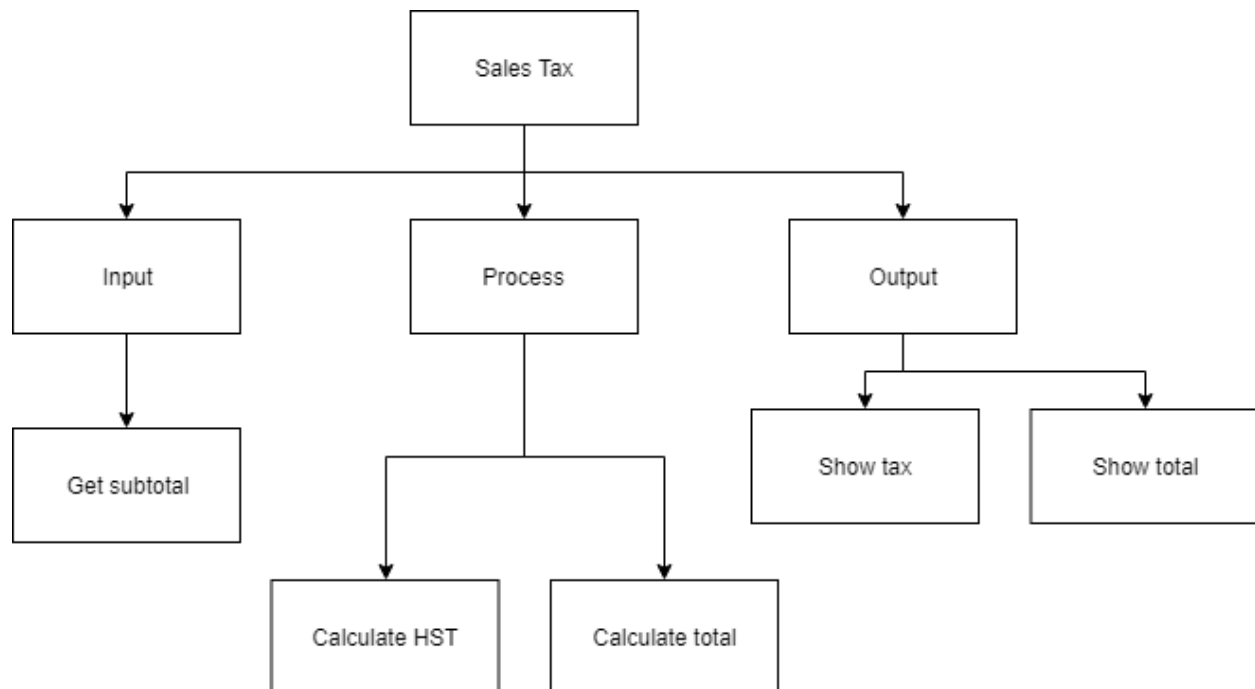 Sales Tax
Input
Process
Output
Get subtotal
Show tax
Show total
Calculate HST
Calculate total